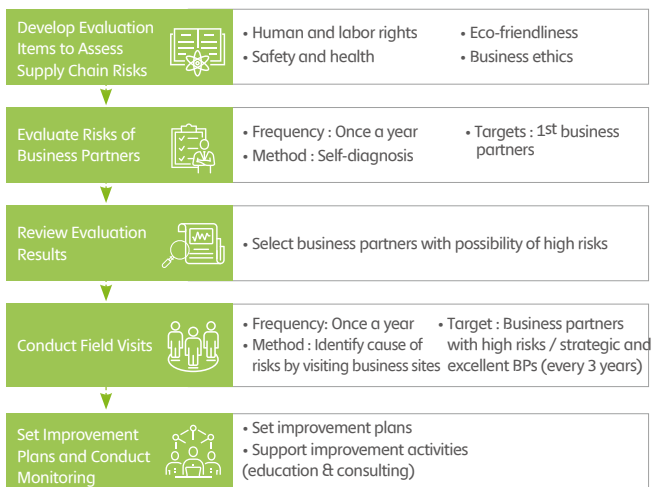 Develop Evaluation
Items to Assess
Supply Chain Risks
• Human and labor rights
• Safety and health
• Eco-friendliness
• Business ethics
Evaluate Risks of
Business Partners
• Frequency : Once a year
• Method : Self-diagnosis
• Targets : 1st business
partners
Review Evaluation
Results
• Select business partners with possibility of high risks
Conduct Field Visits
• Frequency: Once a year
• Method : Identify cause of
risks by visiting business sites
• Target : Business partners
with high risks / strategic and
excellent BPs (every 3 years)
Set Improvement
Plans and Conduct
Monitoring
• Set improvement plans
• Support improvement activities
(education & consulting)